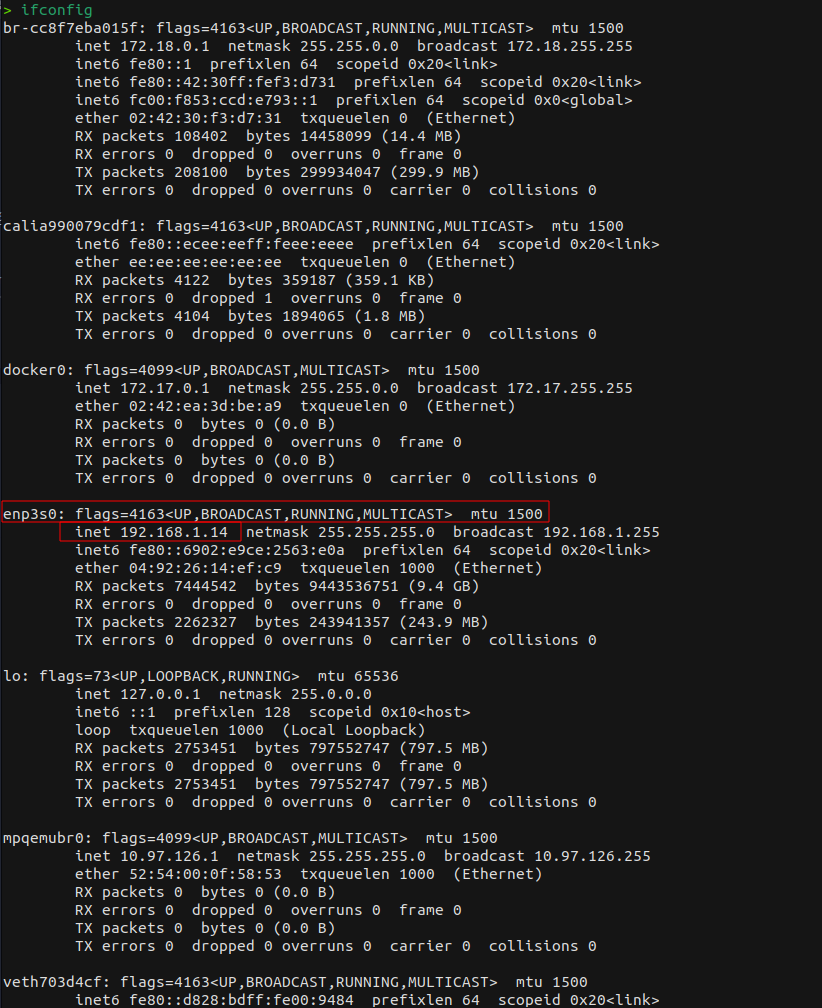 > ifconfig
br-cc8f7eba015f: flags=4163<UP,BROADCAST,RUNNING,MULTICAST>  mtu 1500
        inet 172.18.0.1  netmask 255.255.0.0  broadcast 172.18.255.255
        inet6 fe80::1  prefixlen 64  scopeid 0x20<link>
        inet6 fe80::42:30ff:fef3:d731  prefixlen 64  scopeid 0x20<link>
        inet6 fc00:f853:ccd:e793::1  prefixlen 64  scopeid 0x0<global>
        ether 02:42:30:f3:d7:31  txqueuelen 0  (Ethernet)
        RX packets 108402  bytes 14458099 (14.4 MB)
        RX errors 0  dropped 0  overruns 0  frame 0
        TX packets 208100  bytes 299934047 (299.9 MB)
        TX errors 0  dropped 0 overruns 0  carrier 0  collisions 0

calia990079cdf1: flags=4163<UP,BROADCAST,RUNNING,MULTICAST>  mtu 1500
        inet6 fe80::ecee:eeff:feee:eeee  prefixlen 64  scopeid 0x20<link>
        ether ee:ee:ee:ee:ee:ee  txqueuelen 0  (Ethernet)
        RX packets 4122  bytes 359187 (359.1 KB)
        RX errors 0  dropped 1  overruns 0  frame 0
        TX packets 4104  bytes 1894065 (1.8 MB)
        TX errors 0  dropped 0 overruns 0  carrier 0  collisions 0

docker0: flags=4099<UP,BROADCAST,MULTICAST>  mtu 1500
        inet 172.17.0.1  netmask 255.255.0.0  broadcast 172.17.255.255
        ether 02:42:ea:3d:be:a9  txqueuelen 0  (Ethernet)
        RX packets 0  bytes 0 (0.0 B)
        RX errors 0  dropped 0  overruns 0  frame 0
        TX packets 0  bytes 0 (0.0 B)
        TX errors 0  dropped 0 overruns 0  carrier 0  collisions 0

enp3s0: flags=4163<UP,BROADCAST,RUNNING,MULTICAST>  mtu 1500
        inet 192.168.1.14  netmask 255.255.255.0  broadcast 192.168.1.255
        inet6 fe80::6902:e9ce:2563:e0a  prefixlen 64  scopeid 0x20<link>
        ether 04:92:26:14:ef:c9  txqueuelen 1000  (Ethernet)
        RX packets 7444542  bytes 9443536751 (9.4 GB)
        RX errors 0  dropped 0  overruns 0  frame 0
        TX packets 2262327  bytes 243941357 (243.9 MB)
        TX errors 0  dropped 0 overruns 0  carrier 0  collisions 0

lo: flags=73<UP,LOOPBACK,RUNNING>  mtu 65536
        inet 127.0.0.1  netmask 255.0.0.0
        inet6 ::1  prefixlen 128  scopeid 0x10<host>
        loop  txqueuelen 1000  (Local Loopback)
        RX packets 2753451  bytes 797552747 (797.5 MB)
        RX errors 0  dropped 0  overruns 0  frame 0
        TX packets 2753451  bytes 797552747 (797.5 MB)
        TX errors 0  dropped 0 overruns 0  carrier 0  collisions 0

mpqemubr0: flags=4099<UP,BROADCAST,MULTICAST>  mtu 1500
        inet 10.97.126.1  netmask 255.255.255.0  broadcast 10.97.126.255
        ether 52:54:00:0f:58:53  txqueuelen 1000  (Ethernet)
        RX packets 0  bytes 0 (0.0 B)
        RX errors 0  dropped 0  overruns 0  frame 0
        TX packets 0  bytes 0 (0.0 B)
        TX errors 0  dropped 0 overruns 0  carrier 0  collisions 0

veth703d4cf: flags=4163<UP,BROADCAST,RUNNING,MULTICAST>  mtu 1500
        inet6 fe80::d828:bdff:fe00:9484  prefixlen 64  scopeid 0x20<link>